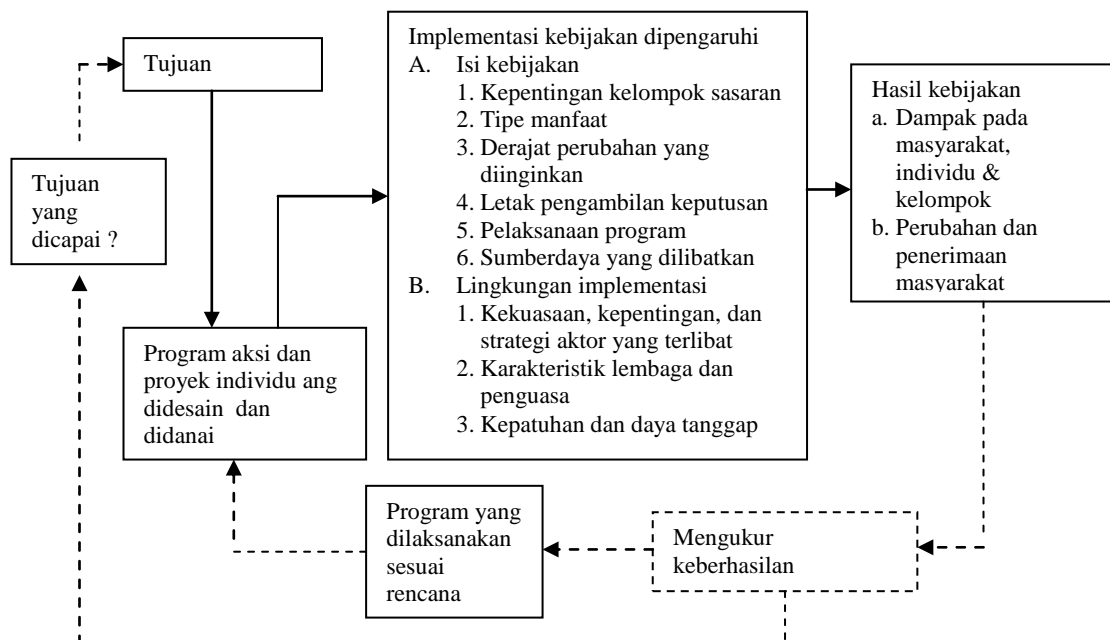 Tujuan
Tujuan
yang
dicapai ?
Program aksi dan
proyek individu ang
didesain dan
didanai
Implementasi kebijakan dipengaruhi
A. Isi kebijakan
1. Kepentingan kelompok sasaran
2. Tipe manfaat
3. Derajat perubahan yang
diinginkan
4. Letak pengambilan keputusan
5. Pelaksanaan program
6. Sumberdaya yang dilibatkan
B. Lingkungan implementasi
1. Kekuasaan, kepentingan, dan
strategi aktor yang terlibat
2. Karakteristik lembaga dan
penguasa
3. Kepatuhan dan daya tanggap
Hasil kebijakan
a. Dampak pada
masyarakat,
individu &
kelompok
b. Perubahan dan
penerimaan
masyarakat
Program yang
dilaksanakan
sesuai
rencana
Mengukur
keberhasilan